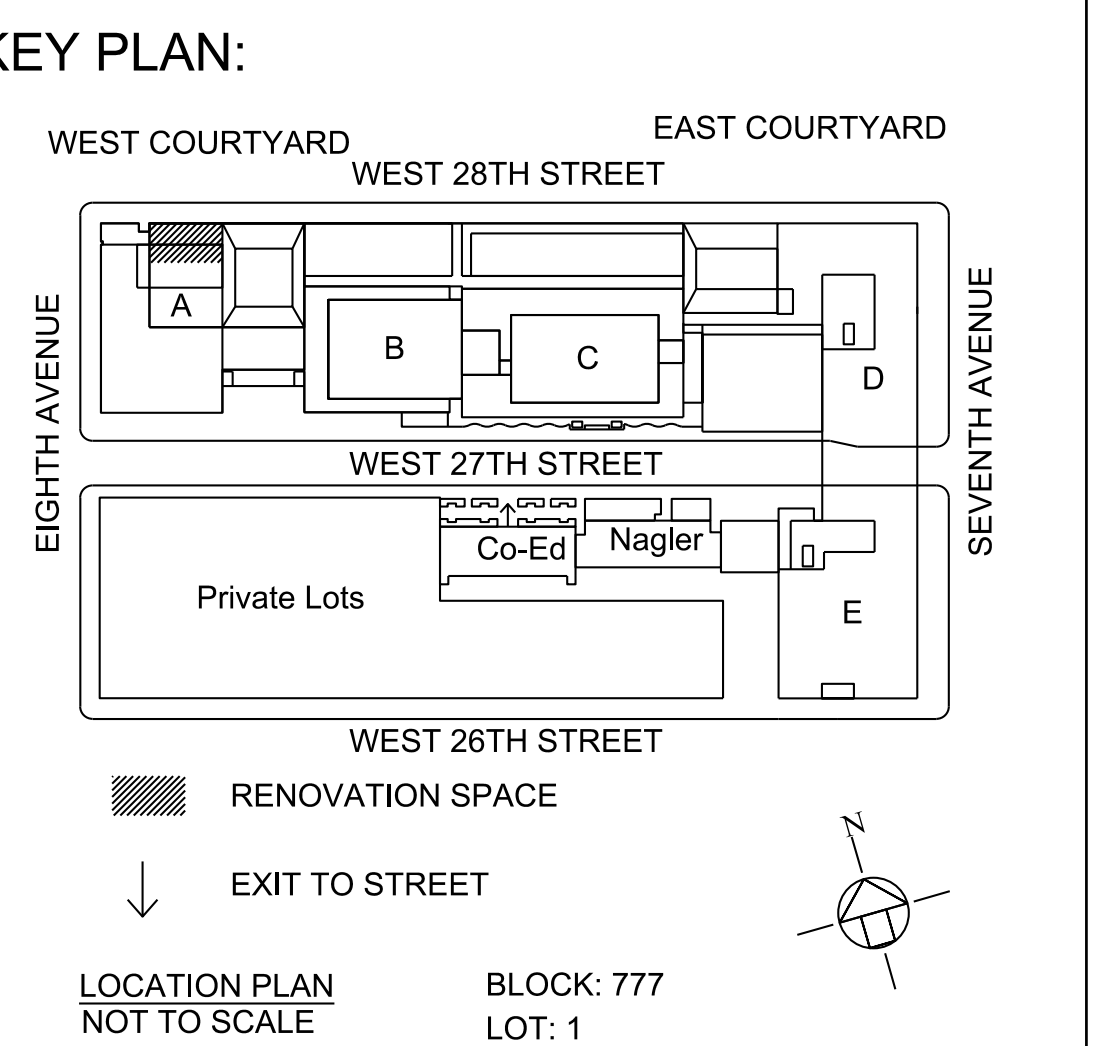 KEY PLAN:
WEST COURTYARD
EAST COURTYARD
WEST 28TH STREET
EIGHTH AVENUE
A
B
C
D
SEVENTH AVENUE
WEST 27TH STREET
Co-Ed
Nagler
Private Lots
E
WEST 26TH STREET
RENOVATION SPACE
N
EXIT TO STREET
LOCATION PLAN
NOT TO SCALE
BLOCK: 777
LOT: 1